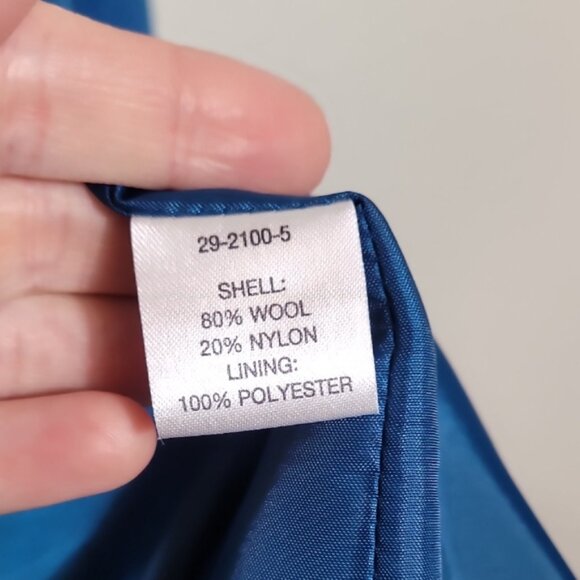 29-2100-5
SHELL:
80% WOOL
20% NYLON
LINING:
100% POLYESTER